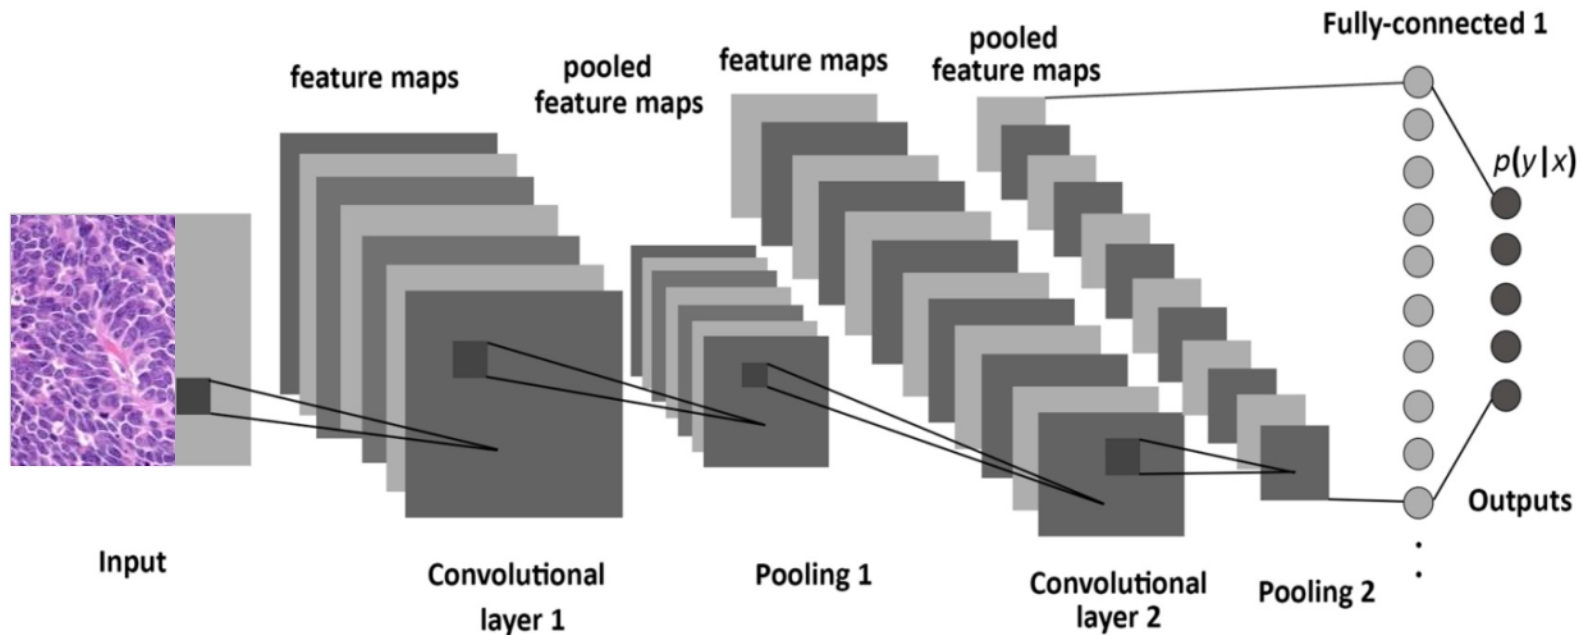 feature maps
pooled
feature maps
feature maps
pooled
feature maps
Fully-connected 1
p(y|x)
Outputs
Input
Convolutional
layer 1
Pooling 1
Convolutional
layer 2
Pooling 2